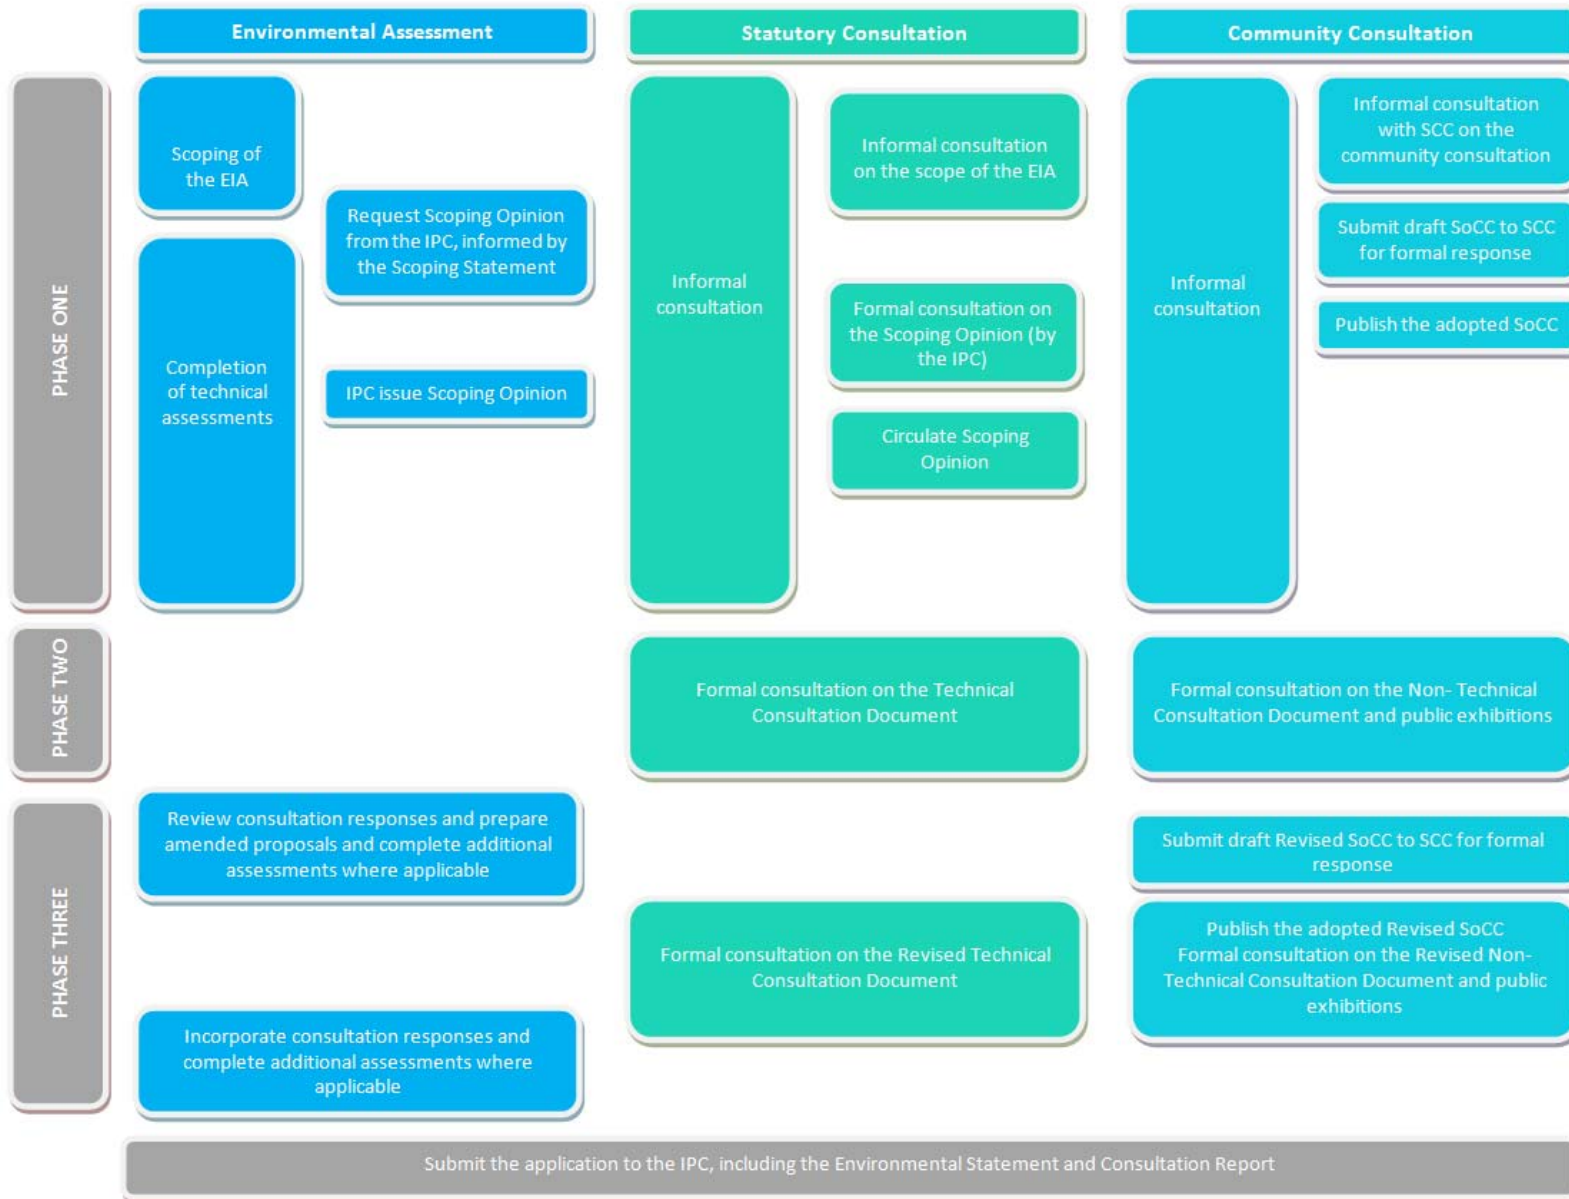 Environmental Assessment
Statutory Consultation
Community Consultation
PHASE ONE
Scoping of
the EIA
Request Scoping Opinion
from the IPC, informed by
the Scoping Statement
Completion
of technical
assessments
IPC issue Scoping Opinion
Informal
consultation
Informal consultation
on the scope of the EIA
Formal consultation on
the Scoping Opinion (by
the IPC)
Circulate Scoping
Opinion
Informal
consultation
Informal consultation
with SCC on the
community consultation
Submit draft SoCC to SCC
for formal response
Publish the adopted SoCC
PHASE TWO
Formal consultation on the Technical
Consultation Document
Formal consultation on the Non- Technical
Consultation Document and public exhibitions
PHASE THREE
Review consultation responses and prepare
amended proposals and complete additional
assessments where applicable
Incorporate consultation responses and
complete additional assessments where
applicable
Formal consultation on the Revised Technical
Consultation Document
Submit draft Revised SoCC to SCC for formal
response
Publish the adopted Revised SoCC
Formal consultation on the Revised Non-
Technical Consultation Document and public
exhibitions
Submit the application to the IPC, including the Environmental Statement and Consultation Report